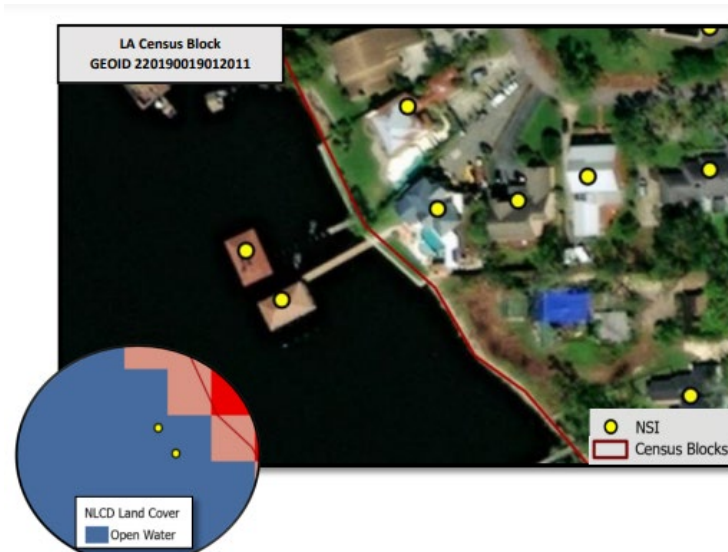 LA Census Block
GEOID 220190019012011
NSI
Census Blocks
NLCD Land Cover
Open Water